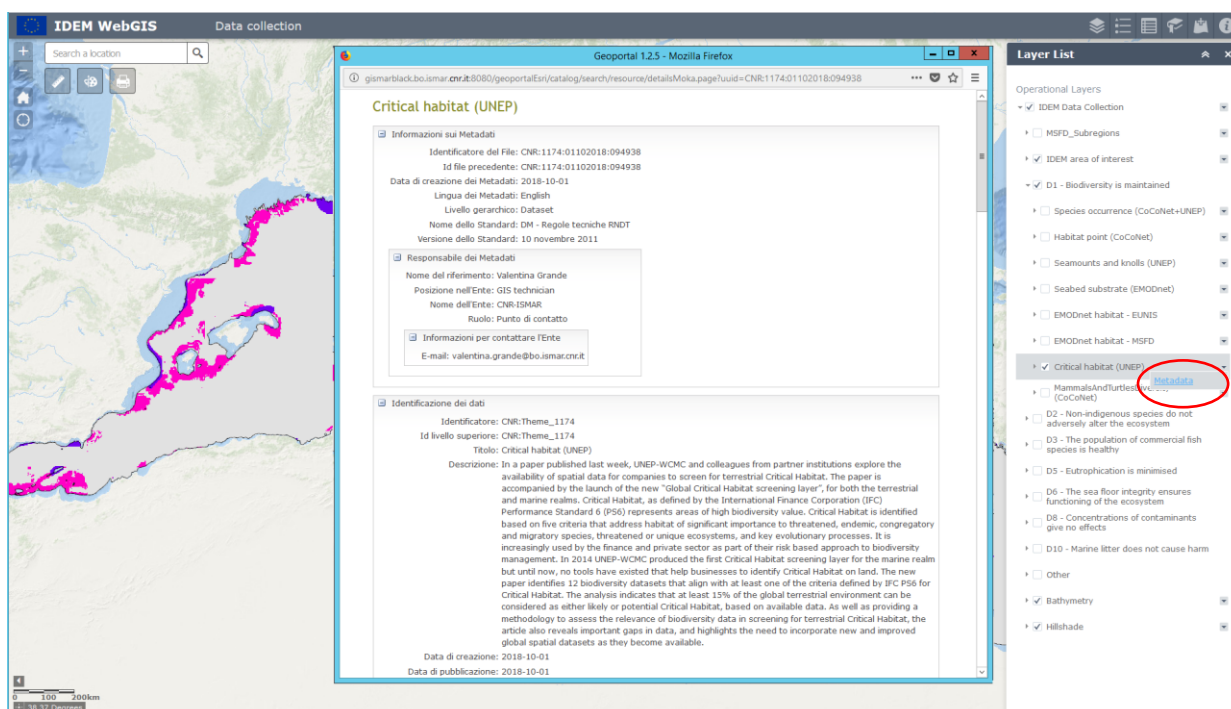 IDEM WebGIS
Data collection
Search a location
Geoportal 1.2.5 - Mozilla Firefox
gismarblack.bo.ismar.cnr.it:8080/geoportalEsri/catalog/search/resource/detailsMoka.page?uuid=CNR:1174:01102018:094938
Critical habitat (UNEP)
Informazioni sui Metadati
Identificatore del File: CNR:1174:01102018:094938
Id file precedente: CNR:1174:01102018:094938
Data di creazione dei Metadati: 2018-10-01
Lingua dei Metadati: English
Livello gerarchico: Dataset
Nome dello Standard: DM - Regole tecniche RNDT
Versione dello Standard: 10 novembre 2011
Responsabile dei Metadati
Nome del riferimento: Valentina Grande
Posizione nell'Ente: GIS technician
Nome dell'Ente: CNR-ISMAR
Ruolo: Punto di contatto
Informazioni per contattare l'Ente
E-mail: valentina.grande@bo.ismar.cnr.it
Identificazione dei dati
Identificatore: CNR:Theme_1174
Id livello superiore: CNR:Theme_1174
Titolo: Critical habitat (UNEP)
Descrizione: In a paper published last week, UNEP-WCMC and colleagues from partner institutions explore the
availability of spatial data for companies to screen for terrestrial Critical Habitat. The paper is
accompanied by the launch of the new "Global Critical Habitat screening layer", for both the terrestrial
and marine realms. Critical Habitat, as defined by the International Finance Corporation (IFC)
Performance Standard 6 (PS6) represents areas of high biodiversity value. Critical Habitat is identified
based on five criteria that address habitat of significant importance to threatened, endemic, congregatory
and migratory species, threatened or unique ecosystems, and key evolutionary processes. It is
increasingly used by the finance and private sector as part of their risk based approach to biodiversity
management. In 2014 UNEP-WCMC produced the first Critical Habitat screening layer for the marine realm
but until now, no tools have existed that help businesses to identify Critical Habitat on land. The new
paper identifies 12 biodiversity datasets that align with at least one of the criteria defined by IFC PS6 for
Critical Habitat. The analysis indicates that at least 15% of the global terrestrial environment can be
considered as either likely or potential Critical Habitat, based on available data. As well as providing a
methodology to assess the relevance of biodiversity data in screening for terrestrial Critical Habitat, the
article also reveals important gaps in data, and highlights the need to incorporate new and improved
global spatial datasets as they become available.
Data di creazione: 2018-10-01
Data di pubblicazione: 2018-10-01
Layer List
Operational Layers
IDEM Data Collection
MSFD_Subregions
IDEM area of interest
D1 - Biodiversity is maintained
Species occurrence (CoCoNet+UNEP)
Habitat point (CoCoNet)
Seamounts and knolls (UNEP)
Seabed substrate (EMODnet)
EMODnet habitat - EUNIS
EMODnet habitat - MSFD
Critical habitat (UNEP)
Metadata
(CoCoNet)
D2 - Non-indigenous species do not
adversely alter the ecosystem
D3 - The population of commercial fish
species is healthy
D5 - Eutrophication is minimised
D6 - The sea floor integrity ensures
functioning of the ecosystem
D8 - Concentrations of contaminants
give no effects
D10 - Marine litter does not cause harm
Other
Bathymetry
Hillshade
0 100 200km
Degrees